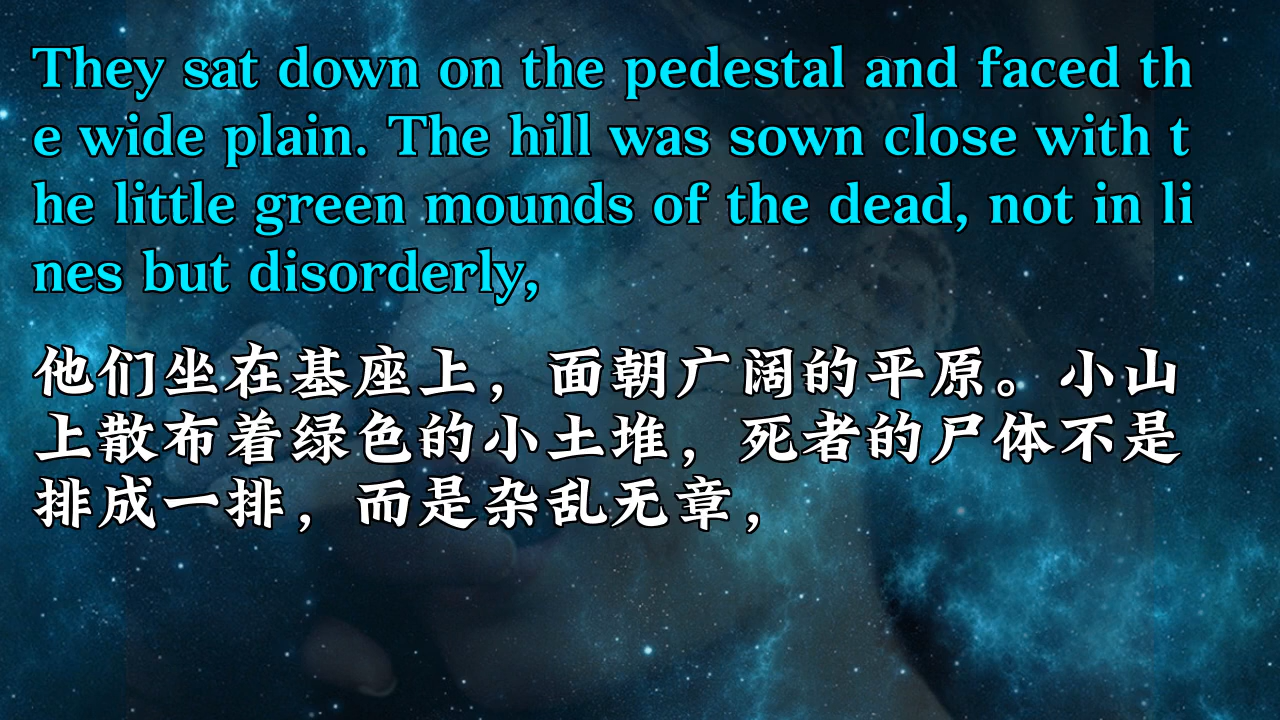 They sat down on the pedestal and faced th
e wide plain. The hill was sown close with t
he little green mounds of the dead, not in li
nes but disorderly,
他们坐在基座上，面朝广阔的平原。小山
上散布着绿色的小土堆，死者的尸体不是
排成一排，而是杂乱无章，